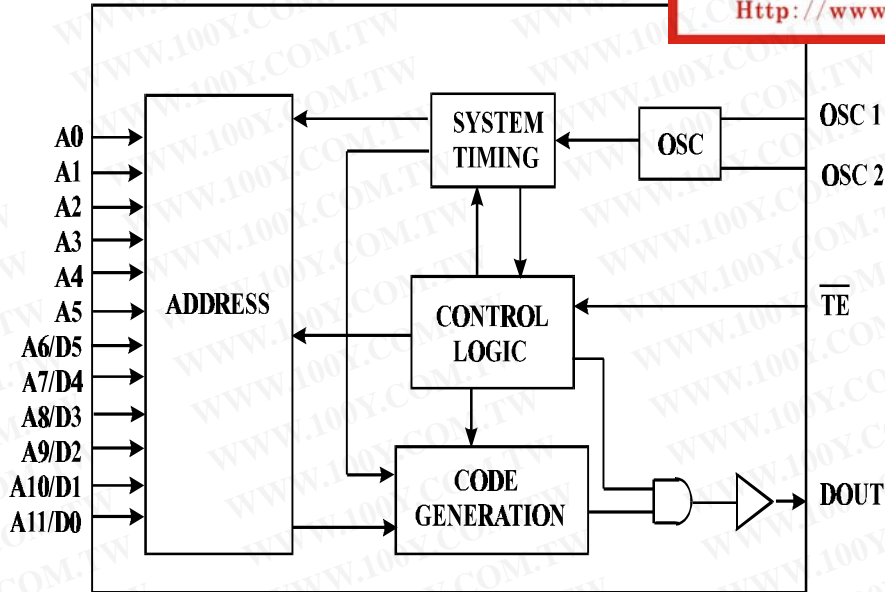 Http://www
A0
A1
A2
A3
A4
A5
A6/D5
A7/D4
A8/D3
A9/D2
A10/D1
A11/D0
ADDRESS
SYSTEM
TIMING
OSC
OSC 1
OSC 2
CONTROL
LOGIC
TE
CODE
GENERATION
DOUT
WWW.100Y.COM.TW